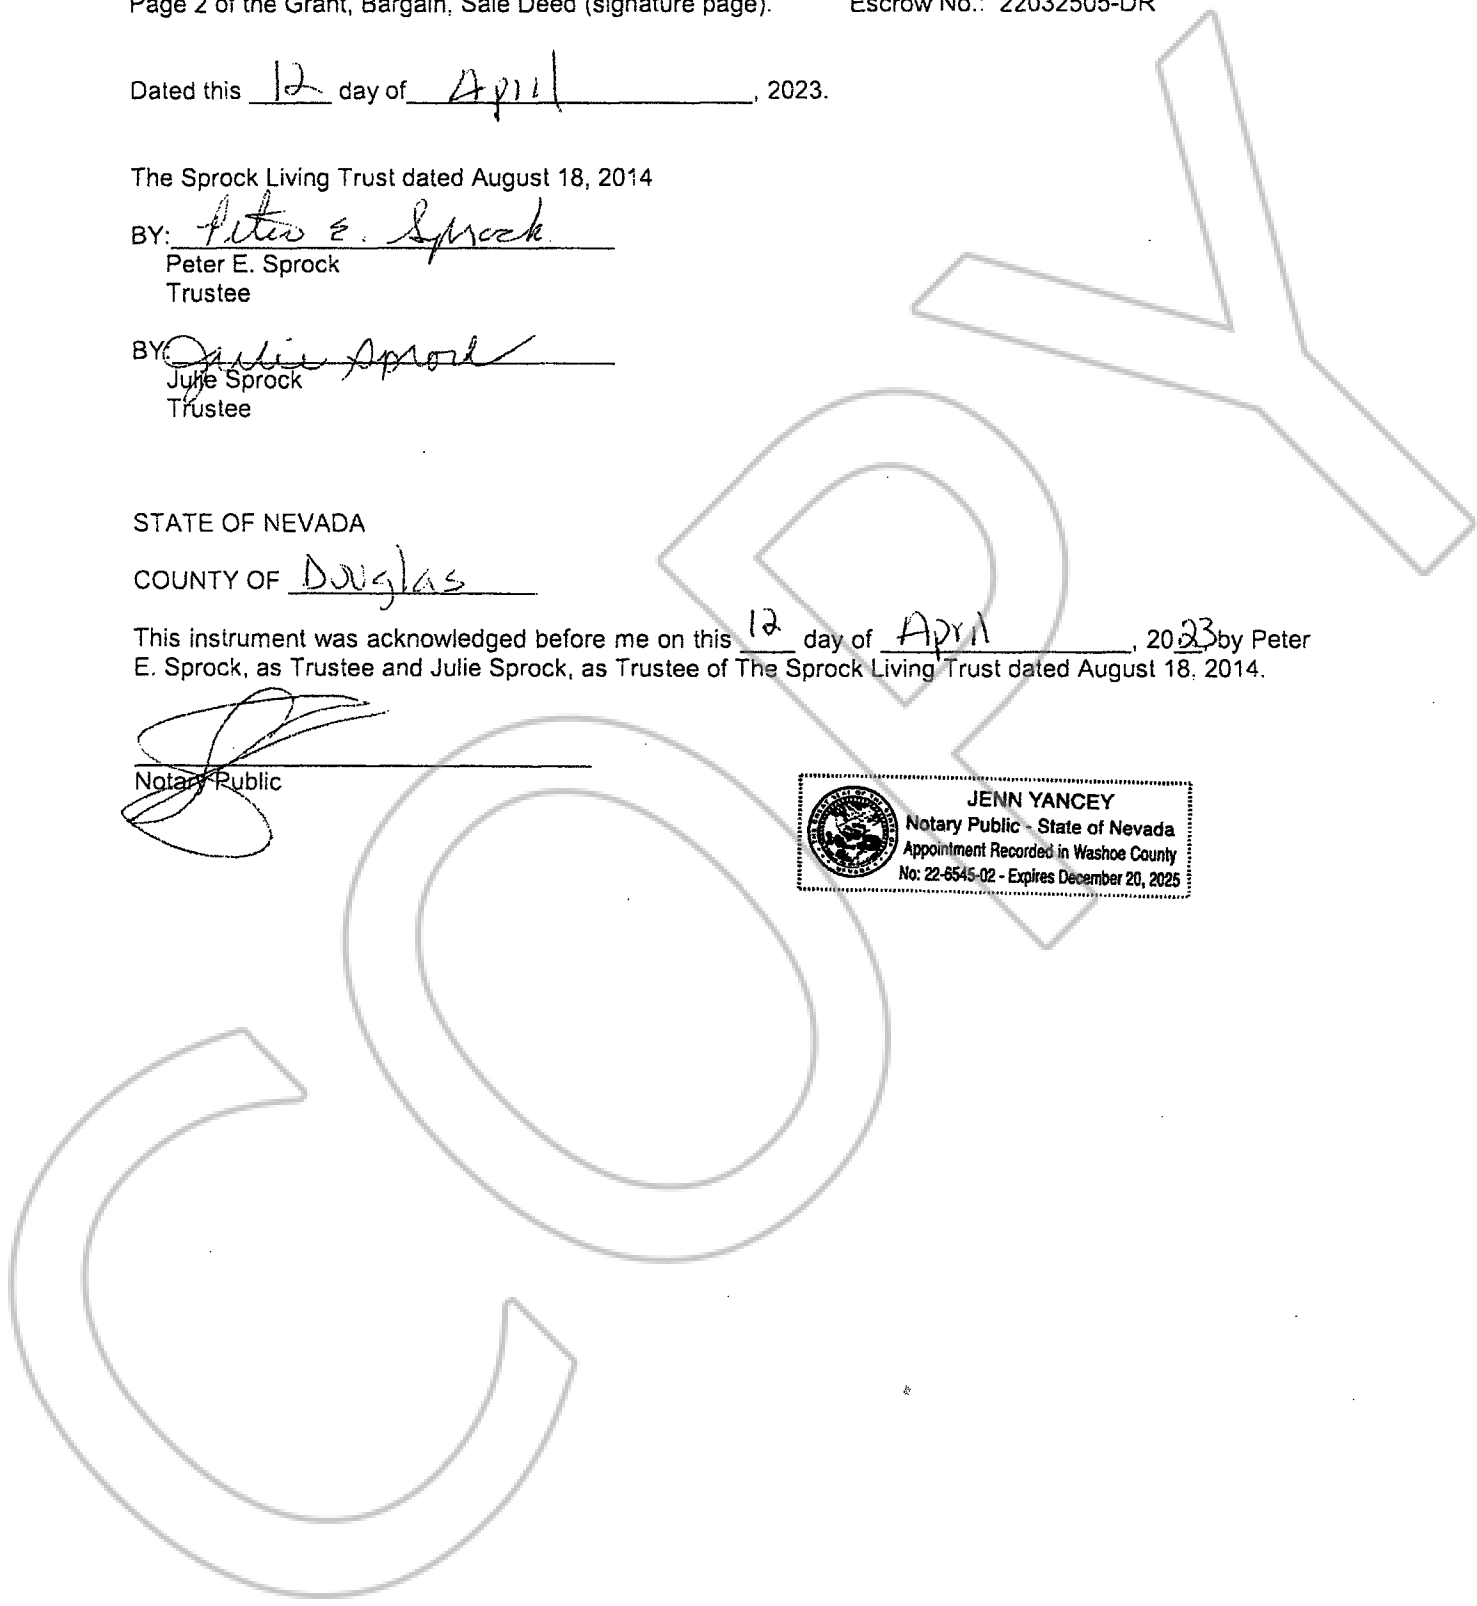 Page 2 of the Grant, Bargain, Sale Deed (signature page). Escrow No.: 22032505-DR
Dated this 12 day of April, 2023.
The Sprock Living Trust dated August 18, 2014
BY: Peter E. Sprock
Peter E. Sprock
Trustee
BY: Julie Sprock
Julie Sprock
Trustee
STATE OF NEVADA
COUNTY OF Douglas
This instrument was acknowledged before me on this 12 day of April, 2023 by Peter
E. Sprock, as Trustee and Julie Sprock, as Trustee of The Sprock Living Trust dated August 18, 2014.
Notary Public
JENN YANCEY
Notary Public - State of Nevada
Appointment Recorded in Washoe County
No: 22-6545-02 - Expires December 20, 2025
COPY